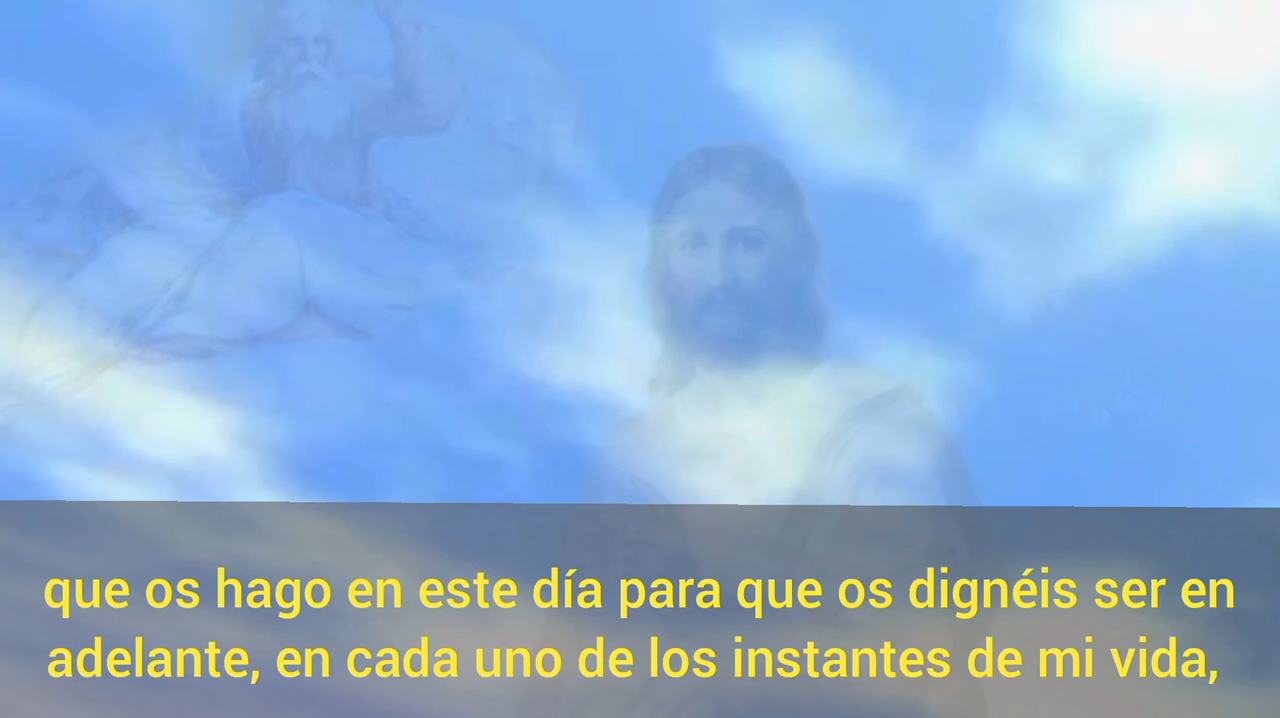 que os hago en este día para que os dignéis ser en
adelante, en cada uno de los instantes de mi vida,